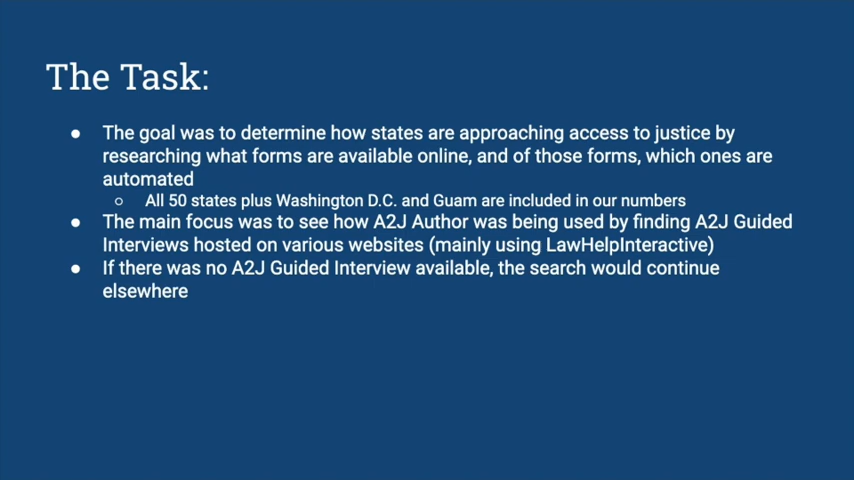 The Task:
● The goal was to determine how states are approaching access to justice by
researching what forms are available online, and of those forms, which ones are
automated
○ All 50 states plus Washington D.C. and Guam are included in our numbers
● The main focus was to see how A2J Author was being used by finding A2J Guided
Interviews hosted on various websites (mainly using LawHelpInteractive)
● If there was no A2J Guided Interview available, the search would continue
elsewhere